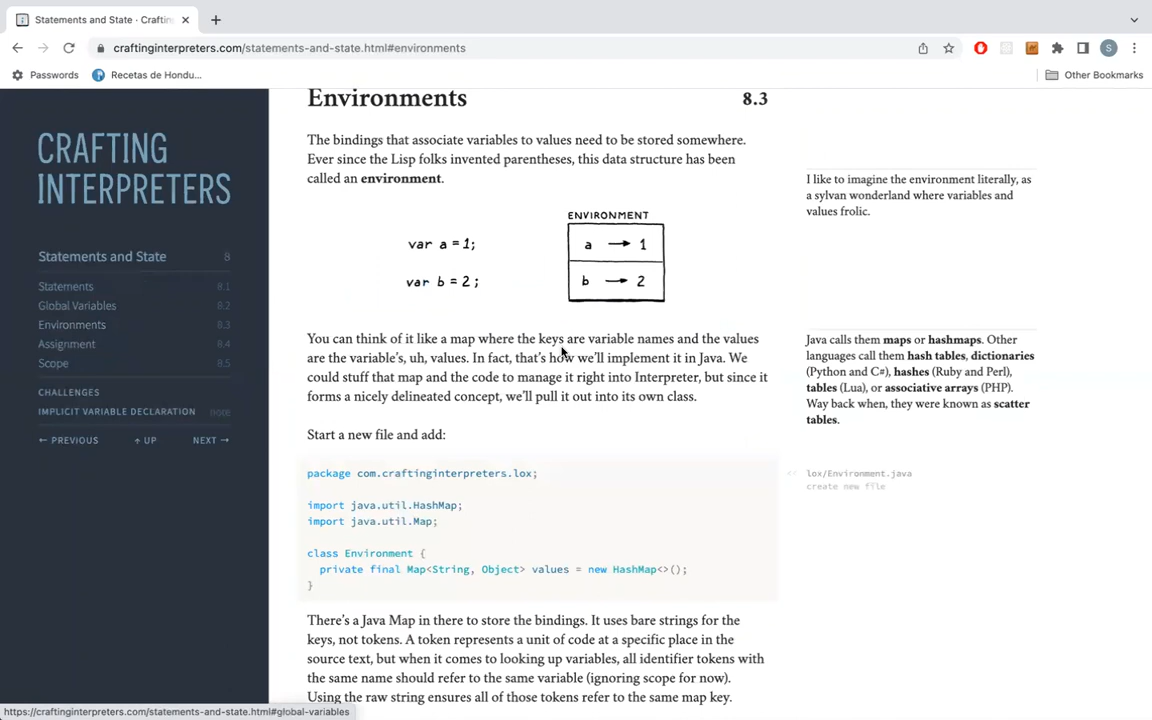 Statements and State · Craftin
craftinginterpreters.com/statements-and-state.html#environments
S
Passwords
Recetas de Hondu...
Other Bookmarks
CRAFTING
INTERPRETERS
Statements and State 8
Statements 8.1
Global Variables 8.2
Environments 8.3
Assignment 8.4
Scope 8.5
CHALLENGES
IMPLICIT VARIABLE DECLARATION note
← PREVIOUS ↑ UP NEXT →
Environments 8.3
The bindings that associate variables to values need to be stored somewhere.
Ever since the Lisp folks invented parentheses, this data structure has been
called an environment.
I like to imagine the environment literally, as
a sylvan wonderland where variables and
values frolic.
ENVIRONMENT
var a = 1; a → 1
var b = 2; b → 2
You can think of it like a map where the keys are variable names and the values
are the variable's, uh, values. In fact, that's how we'll implement it in Java. We
could stuff that map and the code to manage it right into Interpreter, but since it
forms a nicely delineated concept, we'll pull it out into its own class.
Java calls them maps or hashmaps. Other
languages call them hash tables, dictionaries
(Python and C#), hashes (Ruby and Perl),
tables (Lua), or associative arrays (PHP).
Way back when, they were known as scatter
tables.
Start a new file and add:
package com.craftinginterpreters.lox;
import java.util.HashMap;
import java.util.Map;
class Environment {
private final Map<String, Object> values = new HashMap<>();
}
<< lox/Environment.java
create new file
There's a Java Map in there to store the bindings. It uses bare strings for the
keys, not tokens. A token represents a unit of code at a specific place in the
source text, but when it comes to looking up variables, all identifier tokens with
the same name should refer to the same variable (ignoring scope for now).
Using the raw string ensures all of those tokens refer to the same map key.
https://craftinginterpreters.com/statements-and-state.html#global-variables